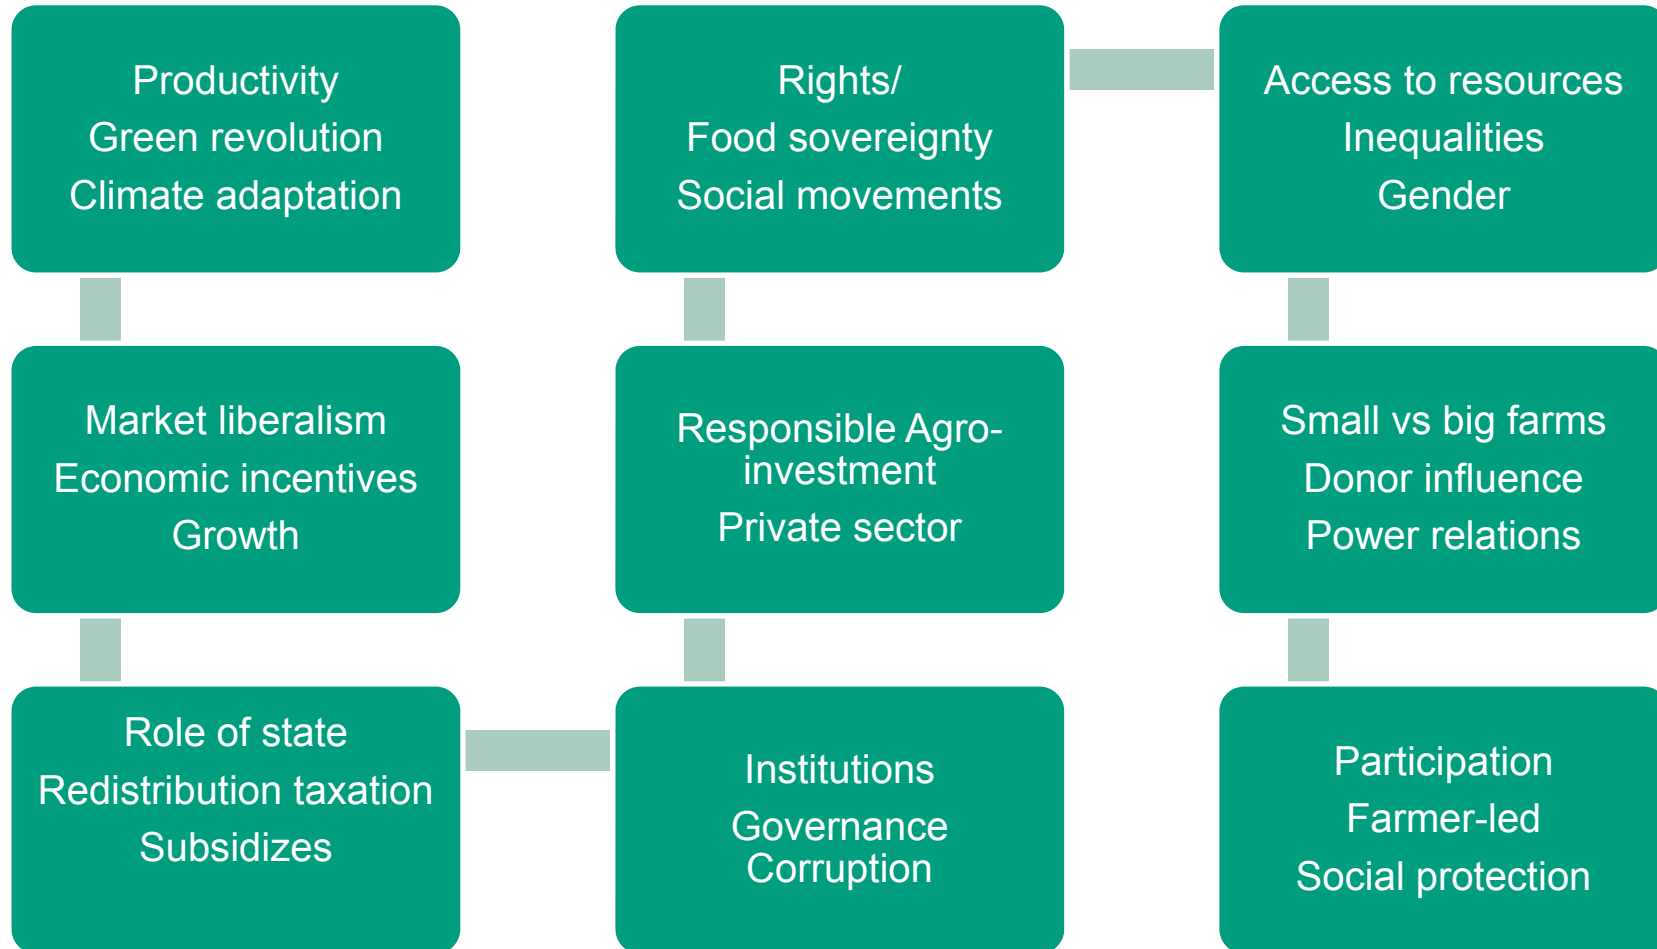 Productivity
Green revolution
Climate adaptation
Market liberalism
Economic incentives
Growth
Role of state
Redistribution taxation
Subsidizes
Institutions
Governance
Corruption
Responsible Agro-
investment
Private sector
Rights/
Food sovereignty
Social movements
Access to resources
Inequalities
Gender
Small vs big farms
Donor influence
Power relations
Participation
Farmer-led
Social protection